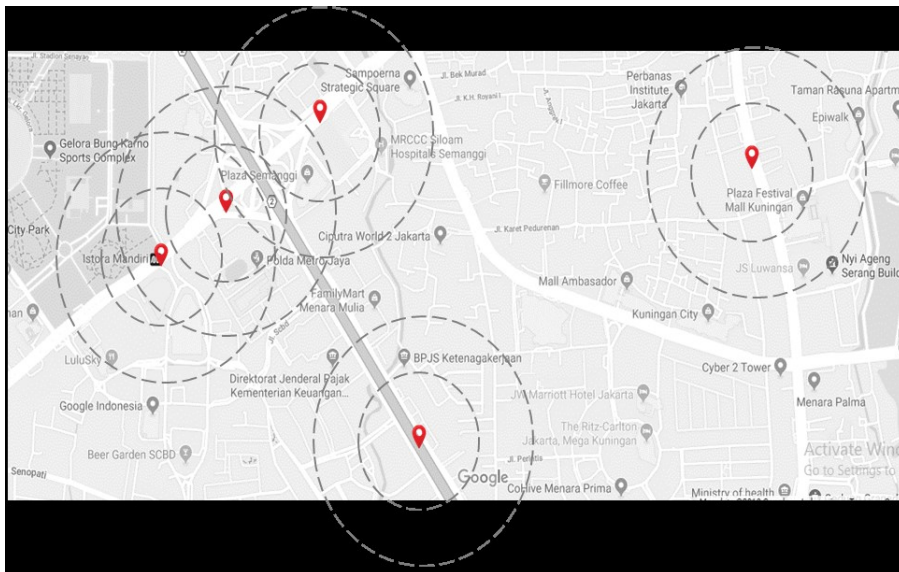 Jl. Stadion Senayan
Gelora Bung Karno
Sports Complex
City Park
Istora Mandiri
nan
LuluSky
Google Indonesia
Beer Garden SCBD
Senopati
Plaza Semanggi
2
Polda Metro Jaya
Jl. Scbd
Direktorat Jenderal Pajak
Kementerian Keuangan...
Sampoerna
Strategic Square
MRCCC Siloam
Hospitals Semanggi
Ciputra World 2 Jakarta
FamilyMart
Menara Mulia
BPJS Ketenagakerjaan
Google
Jl. Bek Murad
Jl. K.H. Royani I
Fillmore Coffee
Jl. Karet Pedurenan
Mall Ambasador
Kuningan City
JW Marriott Hotel Jakarta
The Ritz-Carlton
Jakarta, Mega Kuningan
CoHive Menara Prima
Perbanas
Institute,
Jakarta
Taman Rasuna Apartm
Epiwalk
Plaza Festival
Mall Kuningan
JS Luwansa
Nyi Ageng
Serang Build
Cyber 2 Tower
Menara Palma
Activate Wind
Go to Settings to
Ministry of health